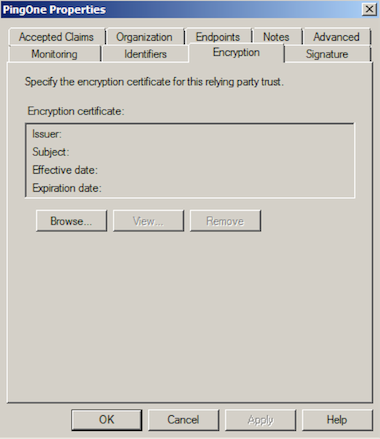 PingOne Properties
Accepted Claims Organization Endpoints Notes Advanced
Monitoring Identifiers Encryption Signature
Specify the encryption certificate for this relying party trust.
Encryption certificate:
Issuer:
Subject:
Effective date:
Expiration date:
Browse... View... Remove
OK Cancel Apply Help